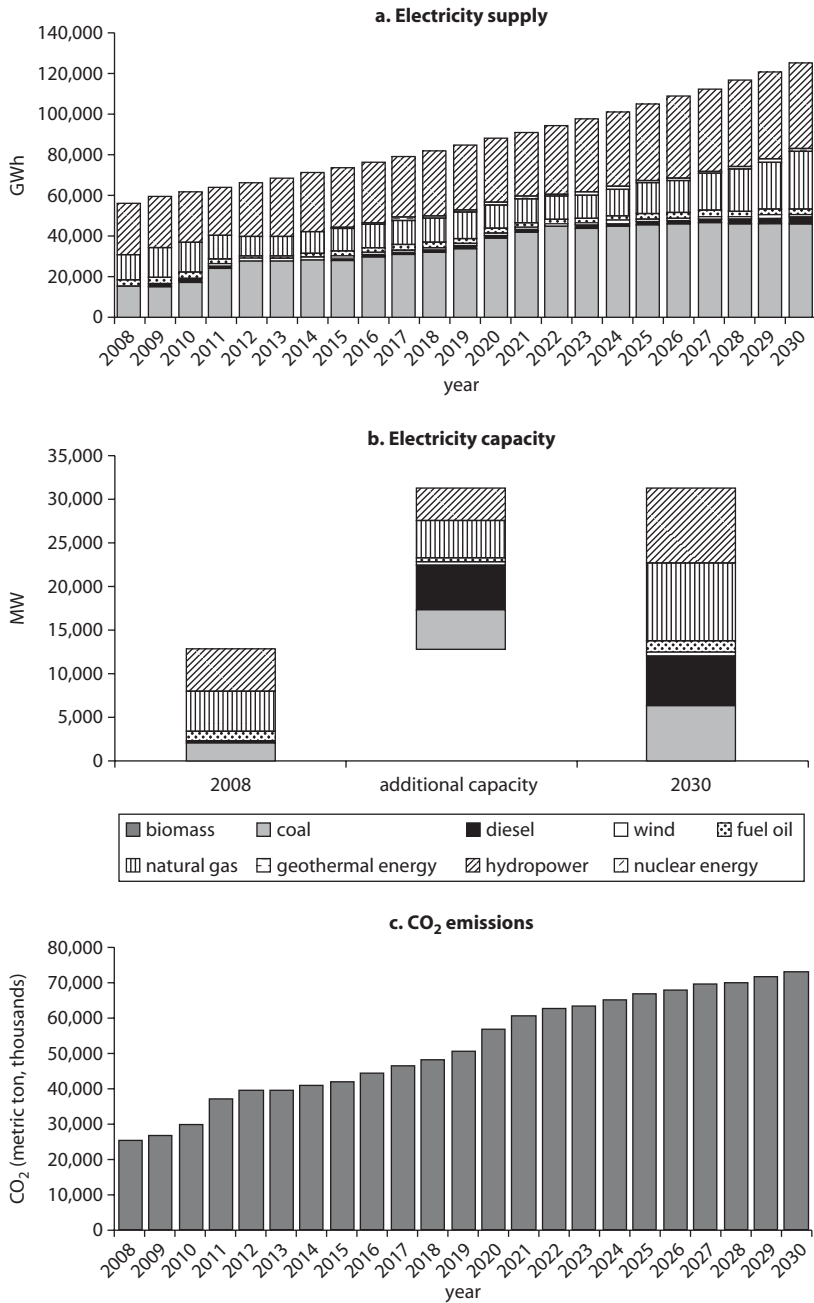 a. Electricity supply
140,000
120,000
100,000
80,000
60,000
40,000
20,000
0
GWh
2008 2009 2010 2011 2012 2013 2014 2015 2016 2017 2018 2019 2020 2021 2022 2023 2024 2025 2026 2027 2028 2029 2030
year
b. Electricity capacity
35,000
30,000
25,000
20,000
15,000
10,000
5,000
0
MW
2008 additional capacity 2030
biomass coal diesel wind fuel oil
natural gas geothermal energy hydropower nuclear energy
c. CO₂ emissions
80,000
70,000
60,000
50,000
40,000
30,000
20,000
10,000
0
CO₂ (metric ton, thousands)
2008 2009 2010 2011 2012 2013 2014 2015 2016 2017 2018 2019 2020 2021 2022 2023 2024 2025 2026 2027 2028 2029 2030
year